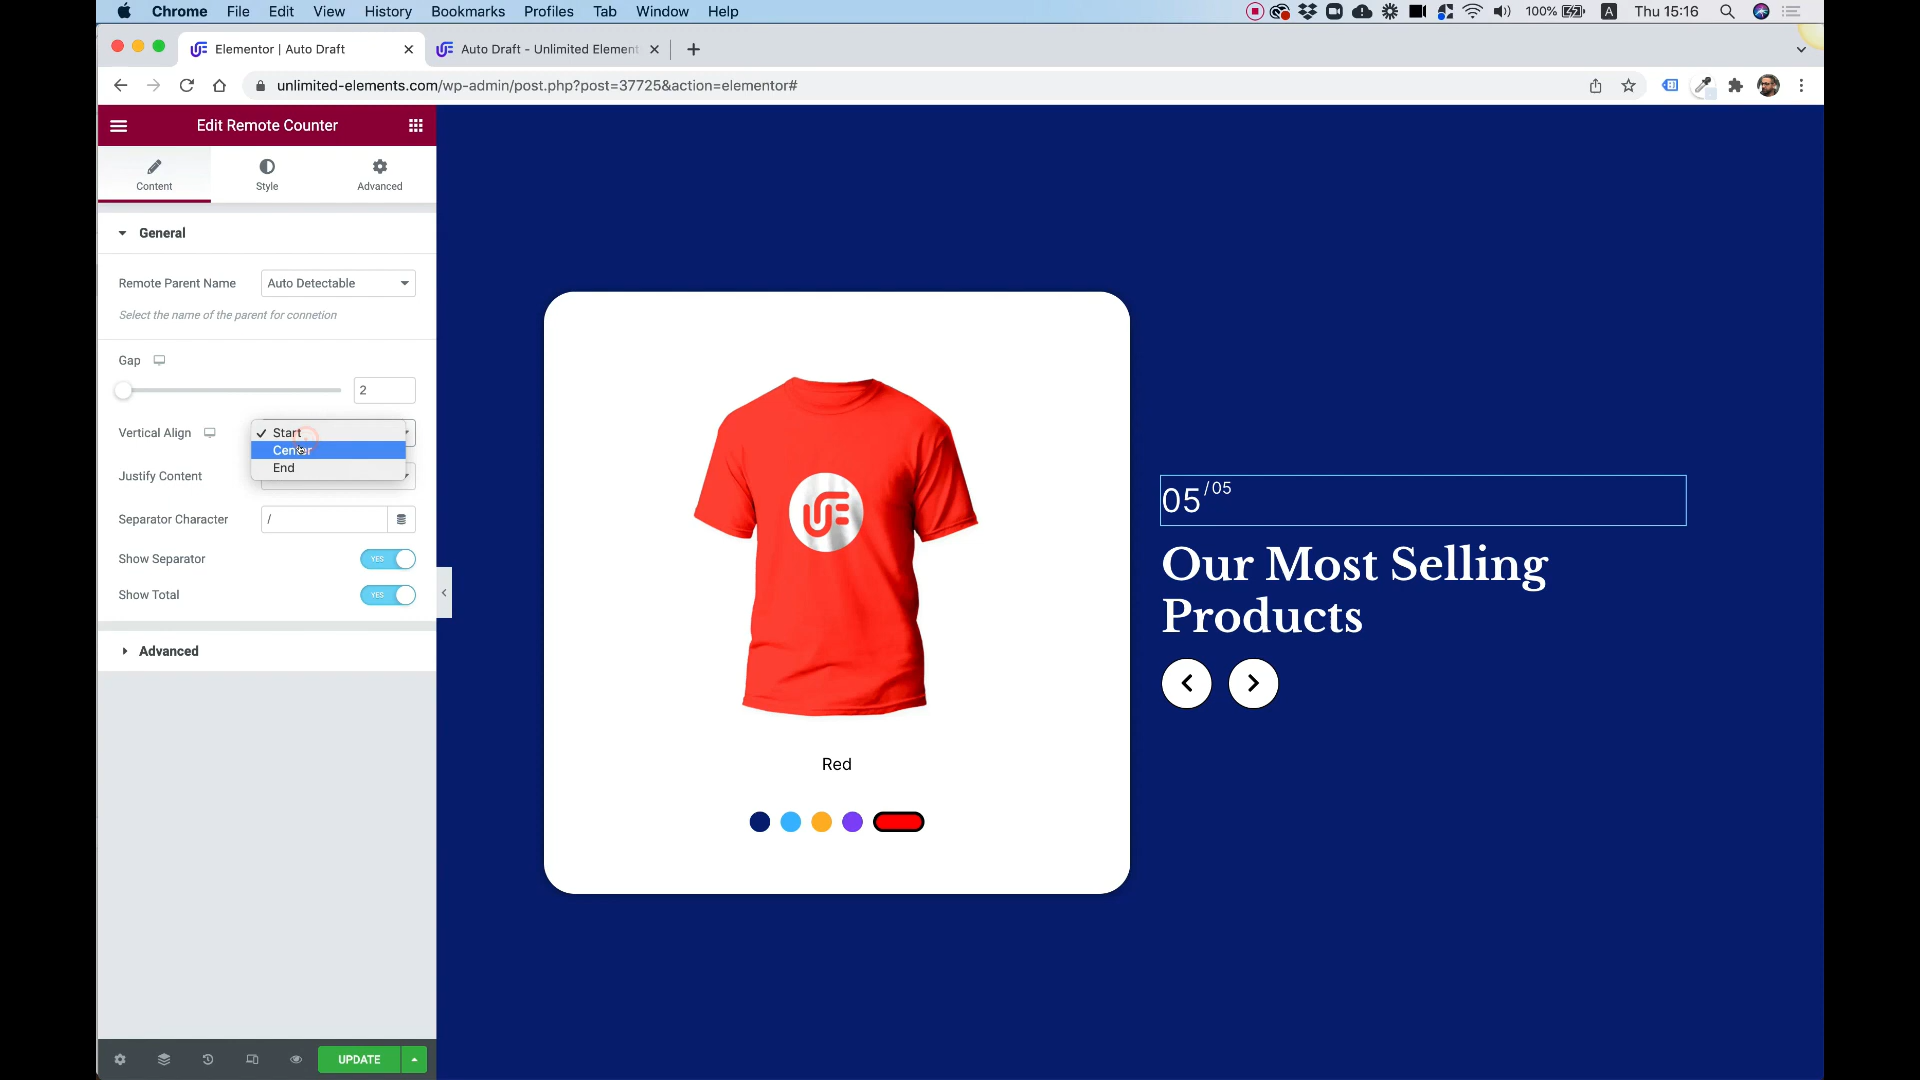 Chrome File Edit View History Bookmarks Profiles Tab Window Help 100% A Thu 15:16
Elementor | Auto Draft Auto Draft - Unlimited Element
unlimited-elements.com/wp-admin/post.php?post=37725&action=elementor#
Edit Remote Counter
Content Style Advanced
General
Remote Parent Name Auto Detectable
Select the name of the parent for connetion
Gap
2
Vertical Align
Start
Center
End
Justify Content
Separator Character /
Show Separator YES
Show Total YES
Advanced
UPDATE
Red
05/05
Our Most Selling
Products